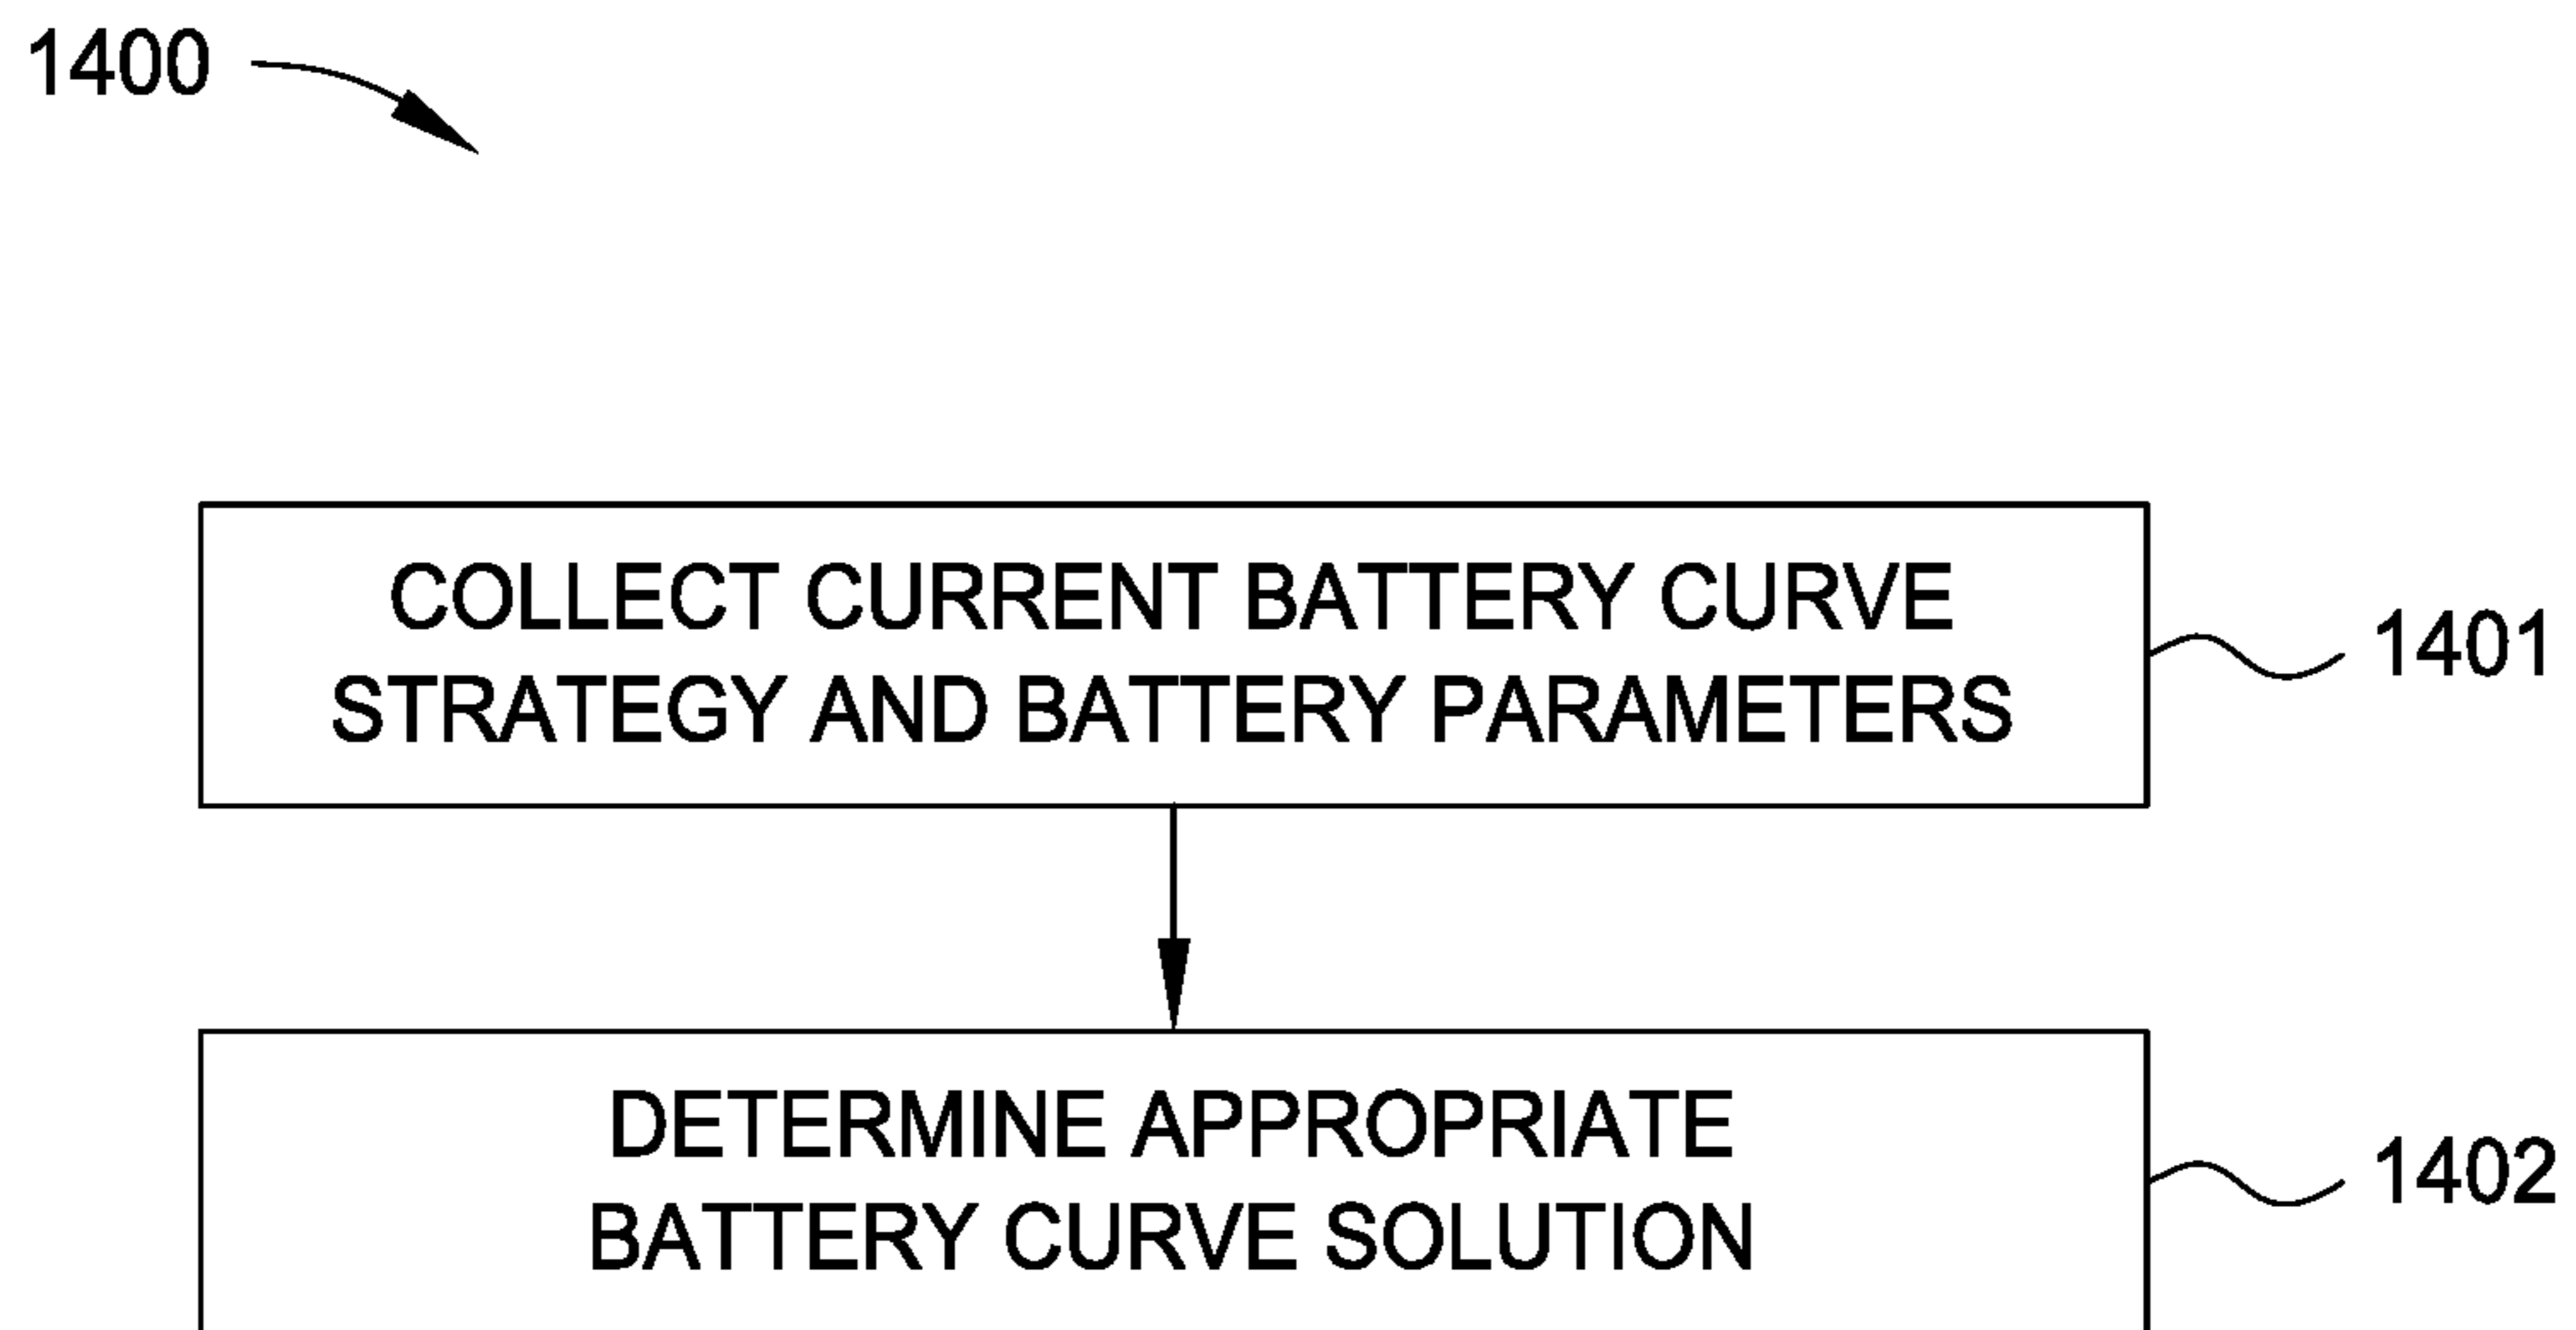 1400
COLLECT CURRENT BATTERY CURVE
STRATEGY AND BATTERY PARAMETERS
1401
DETERMINE APPROPRIATE
BATTERY CURVE SOLUTION
1402